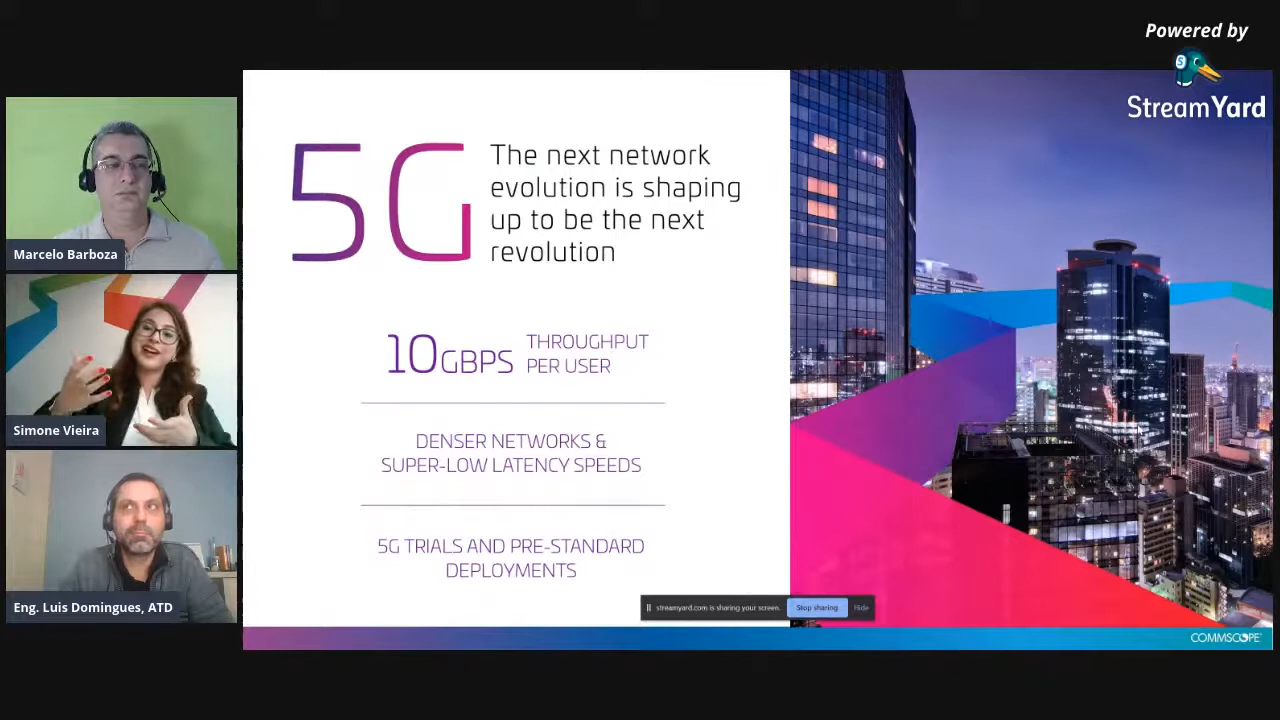 Powered by
StreamYard
Marcelo Barboza
Simone Vieira
Eng. Luis Domingues, ATD
5G
The next network
evolution is shaping
up to be the next
revolution
10GBPS
THROUGHPUT
PER USER
DENSER NETWORKS &
SUPER-LOW LATENCY SPEEDS
5G TRIALS AND PRE-STANDARD
DEPLOYMENTS
streamyard.com is sharing your screen.
Stop sharing
Hide
COMMSCOPE